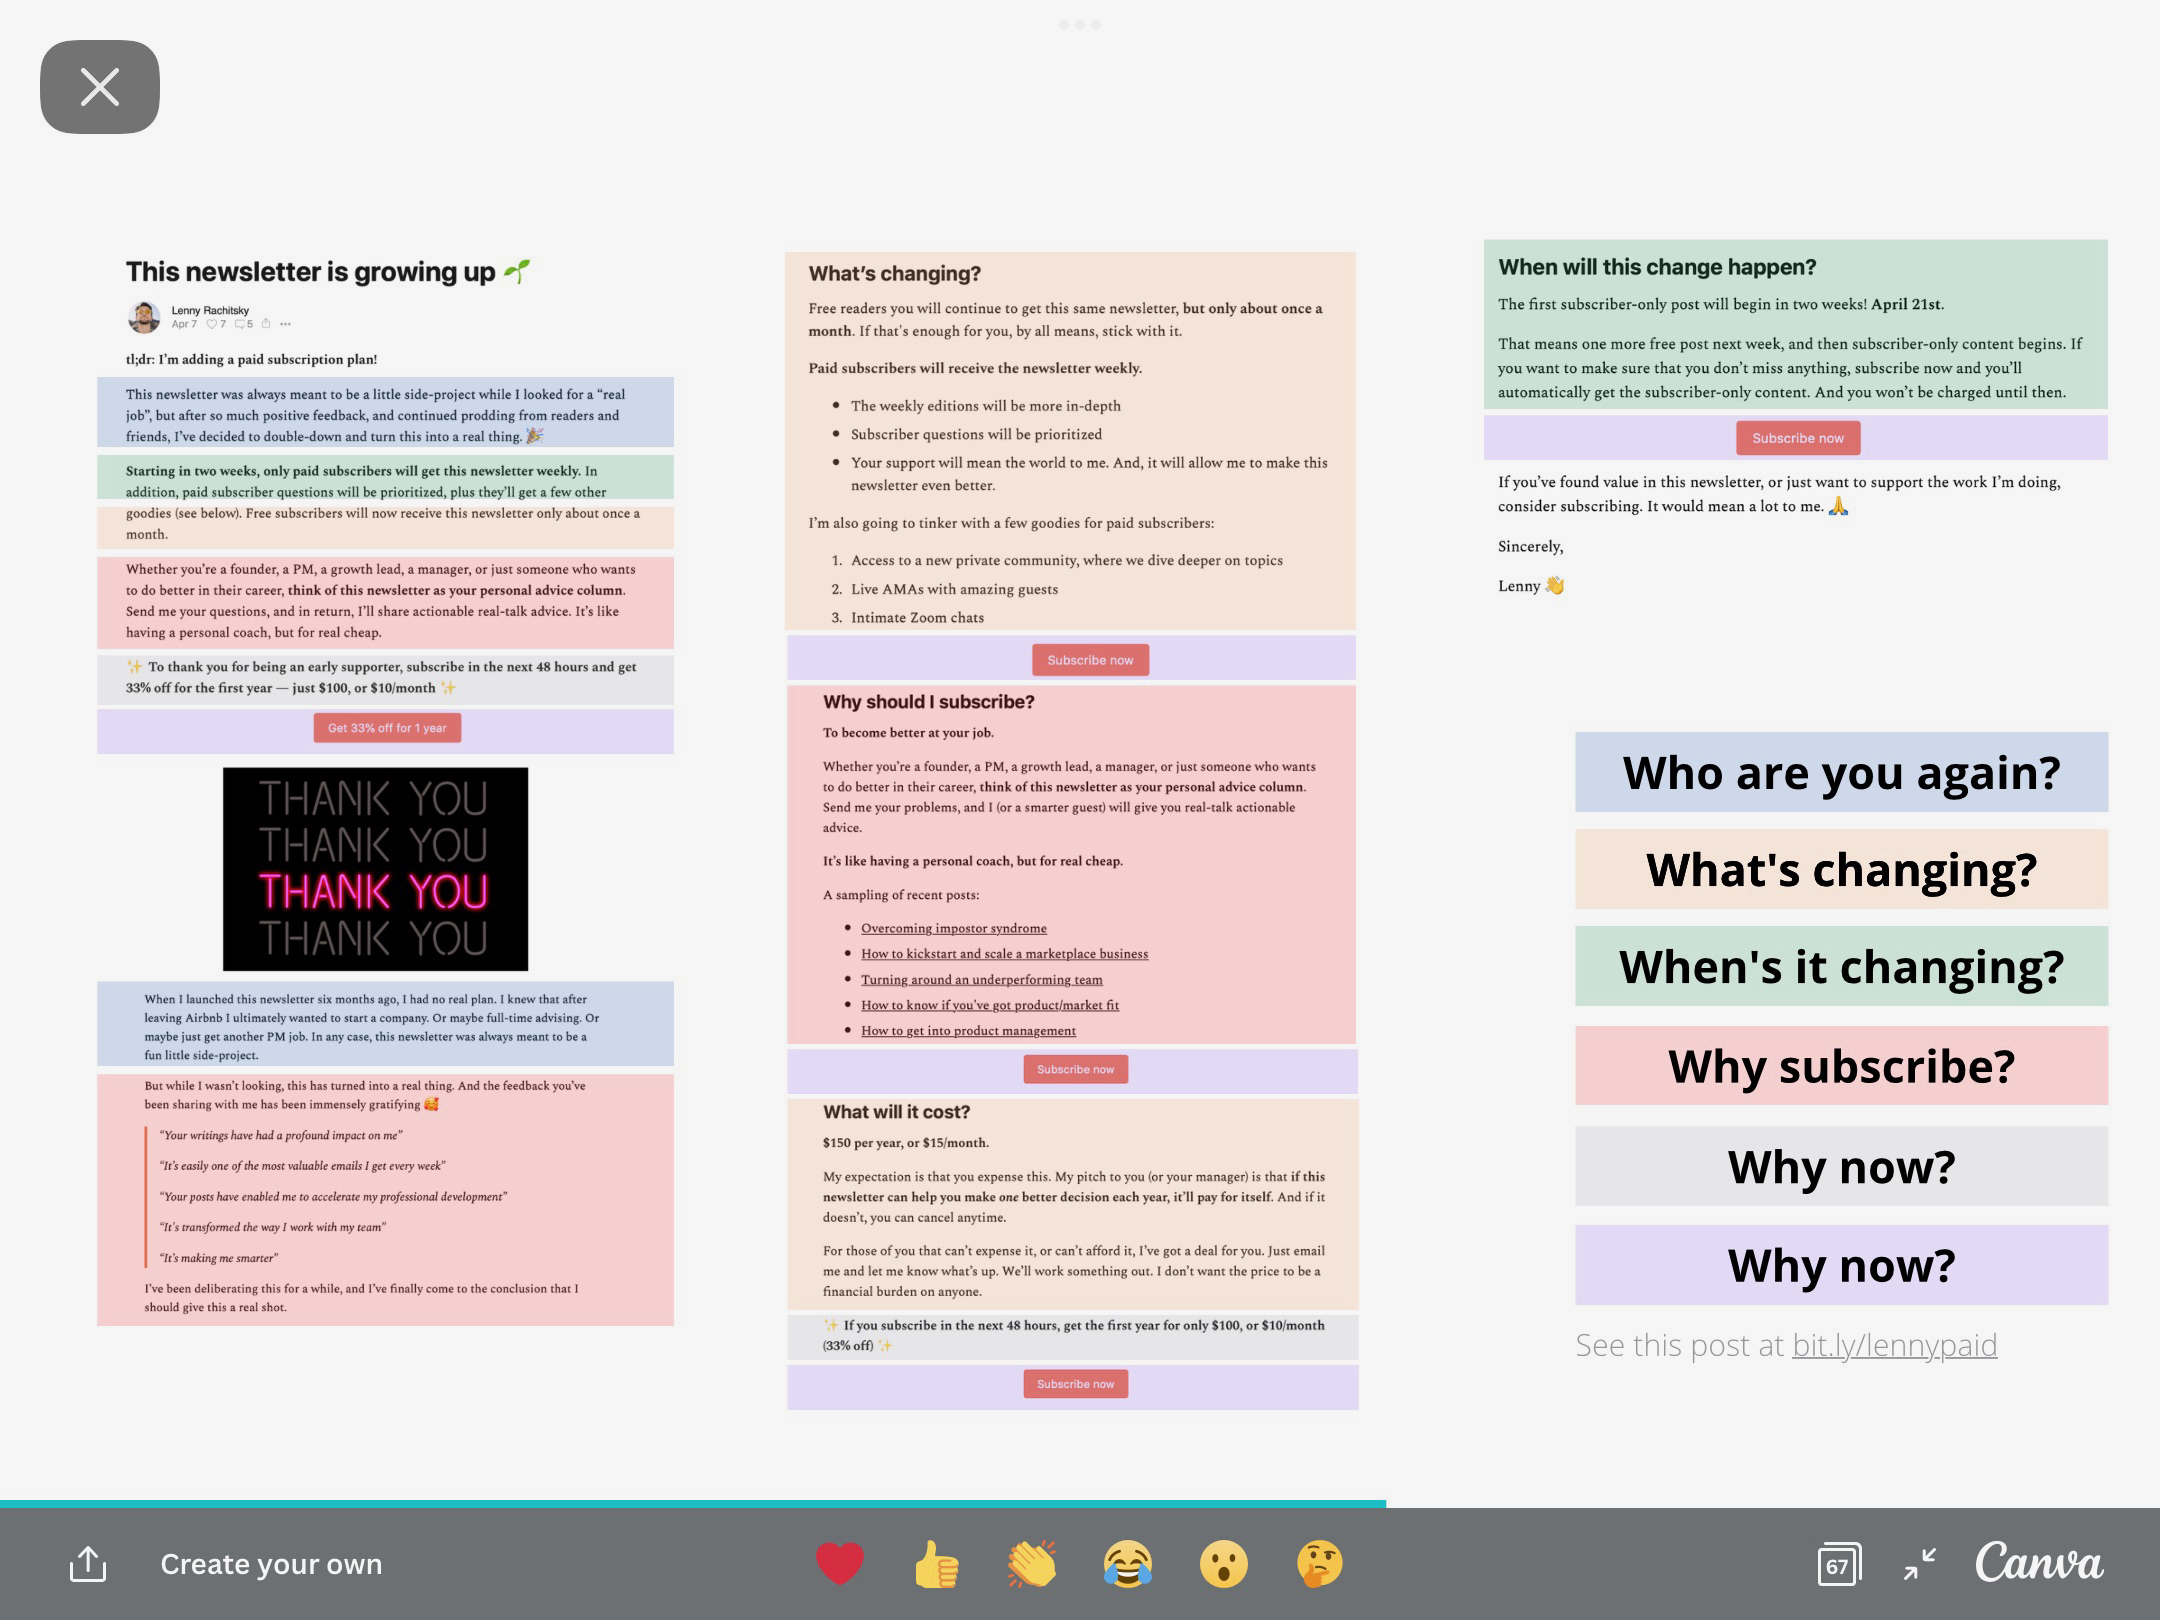 This newsletter is growing up 🌱
Lenny Rachitsky
Apr 7 ♡ 7 5 •••
tl;dr: I'm adding a paid subscription plan!
This newsletter was always meant to be a little side-project while I looked for a “real
job”, but after so much positive feedback, and continued prodding from readers and
friends, I've decided to double-down and turn this into a real thing. 🎉
Starting in two weeks, only paid subscribers will get this newsletter weekly. In
addition, paid subscriber questions will be prioritized, plus they'll get a few other
goodies (see below). Free subscribers will now receive this newsletter only about once a
month.
Whether you're a founder, a PM, a growth lead, a manager, or just someone who wants
to do better in their career, think of this newsletter as your personal advice column.
Send me your questions, and in return, I'll share actionable real-talk advice. It's like
having a personal coach, but for real cheap.
✨ To thank you for being an early supporter, subscribe in the next 48 hours and get
33% off for the first year — just $100, or $10/month ✨
Get 33% off for 1 year
THANK YOU
THANK YOU
THANK YOU
THANK YOU
When I launched this newsletter six months ago, I had no real plan. I knew that after
leaving Airbnb I ultimately wanted to start a company. Or maybe full-time advising. Or
maybe just get another PM job. In any case, this newsletter was always meant to be a
fun little side-project.
But while I wasn't looking, this has turned into a real thing. And the feedback you've
been sharing with me has been immensely gratifying 🥰
“Your writings have had a profound impact on me”
“It's easily one of the most valuable emails I get every week”
“Your posts have enabled me to accelerate my professional development”
“It's transformed the way I work with my team”
“It's making me smarter”
I've been deliberating this for a while, and I've finally come to the conclusion that I
should give this a real shot.
What's changing?
Free readers you will continue to get this same newsletter, but only about once a
month. If that's enough for you, by all means, stick with it.
Paid subscribers will receive the newsletter weekly.
• The weekly editions will be more in-depth
• Subscriber questions will be prioritized
• Your support will mean the world to me. And, it will allow me to make this
newsletter even better.
I'm also going to tinker with a few goodies for paid subscribers:
1. Access to a new private community, where we dive deeper on topics
2. Live AMAs with amazing guests
3. Intimate Zoom chats
Subscribe now
Why should I subscribe?
To become better at your job.
Whether you're a founder, a PM, a growth lead, a manager, or just someone who wants
to do better in their career, think of this newsletter as your personal advice column.
Send me your problems, and I (or a smarter guest) will give you real-talk actionable
advice.
It's like having a personal coach, but for real cheap.
A sampling of recent posts:
• Overcoming impostor syndrome
• How to kickstart and scale a marketplace business
• Turning around an underperforming team
• How to know if you've got product/market fit
• How to get into product management
Subscribe now
What will it cost?
$150 per year, or $15/month.
My expectation is that you expense this. My pitch to you (or your manager) is that if this
newsletter can help you make one better decision each year, it'll pay for itself. And if it
doesn't, you can cancel anytime.
For those of you that can't expense it, or can't afford it, I've got a deal for you. Just email
me and let me know what's up. We'll work something out. I don't want the price to be a
financial burden on anyone.
✨ If you subscribe in the next 48 hours, get the first year for only $100, or $10/month
(33% off) ✨
Subscribe now
When will this change happen?
The first subscriber-only post will begin in two weeks! April 21st.
That means one more free post next week, and then subscriber-only content begins. If
you want to make sure that you don't miss anything, subscribe now and you'll
automatically get the subscriber-only content. And you won't be charged until then.
Subscribe now
If you've found value in this newsletter, or just want to support the work I'm doing,
consider subscribing. It would mean a lot to me. 🙏
Sincerely,
Lenny 👋
Who are you again?
What's changing?
When's it changing?
Why subscribe?
Why now?
Why now?
See this post at bit.ly/lennypaid
Create your own
67
Canva